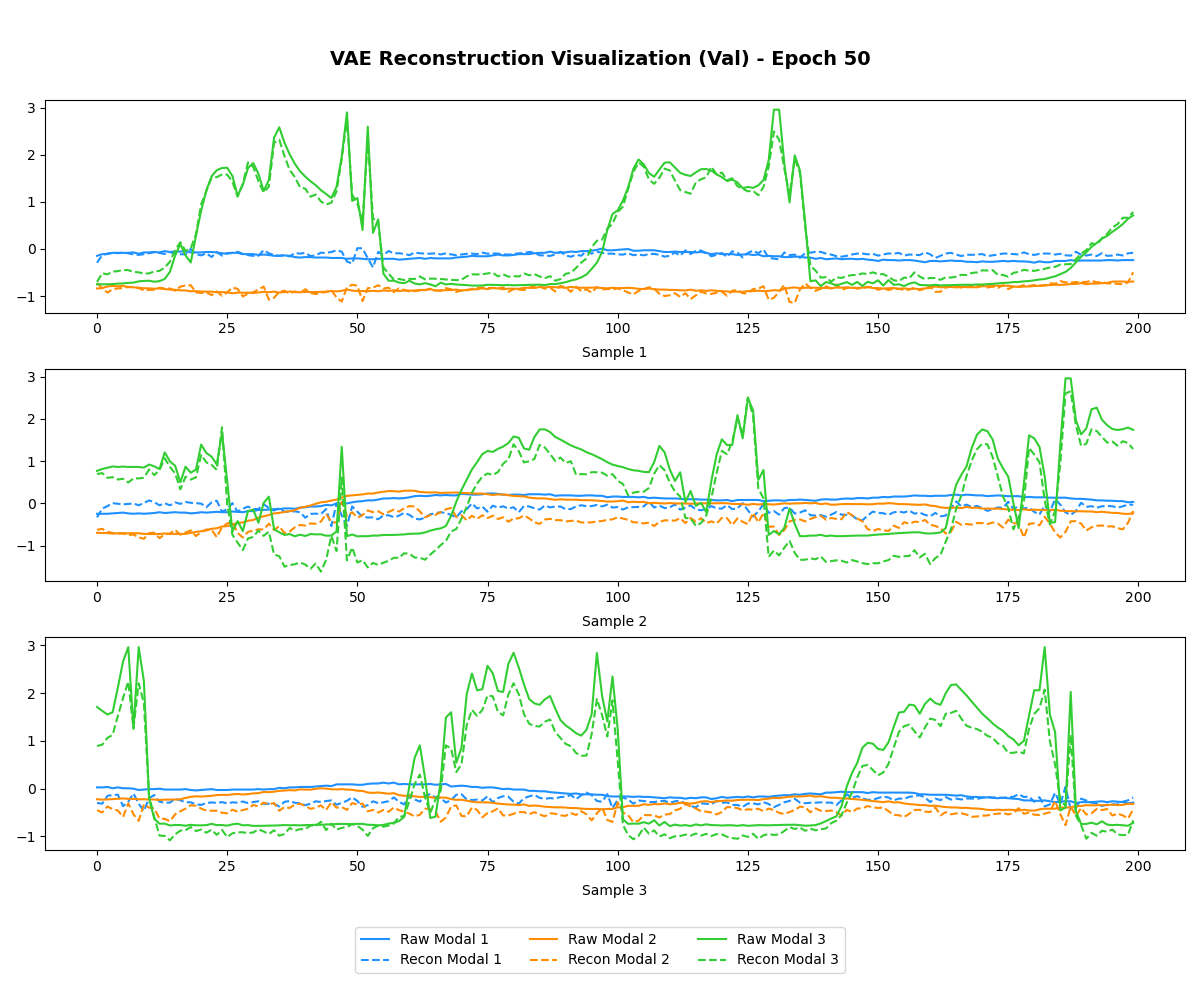 VAE Reconstruction Visualization (Val) - Epoch 50
3
2
1
0
−1
0 25 50 75 100 125 150 175 200
Sample 1
3
2
1
0
−1
0 25 50 75 100 125 150 175 200
Sample 2
3
2
1
0
−1
0 25 50 75 100 125 150 175 200
Sample 3
Raw Modal 1 Raw Modal 2 Raw Modal 3
Recon Modal 1 Recon Modal 2 Recon Modal 3